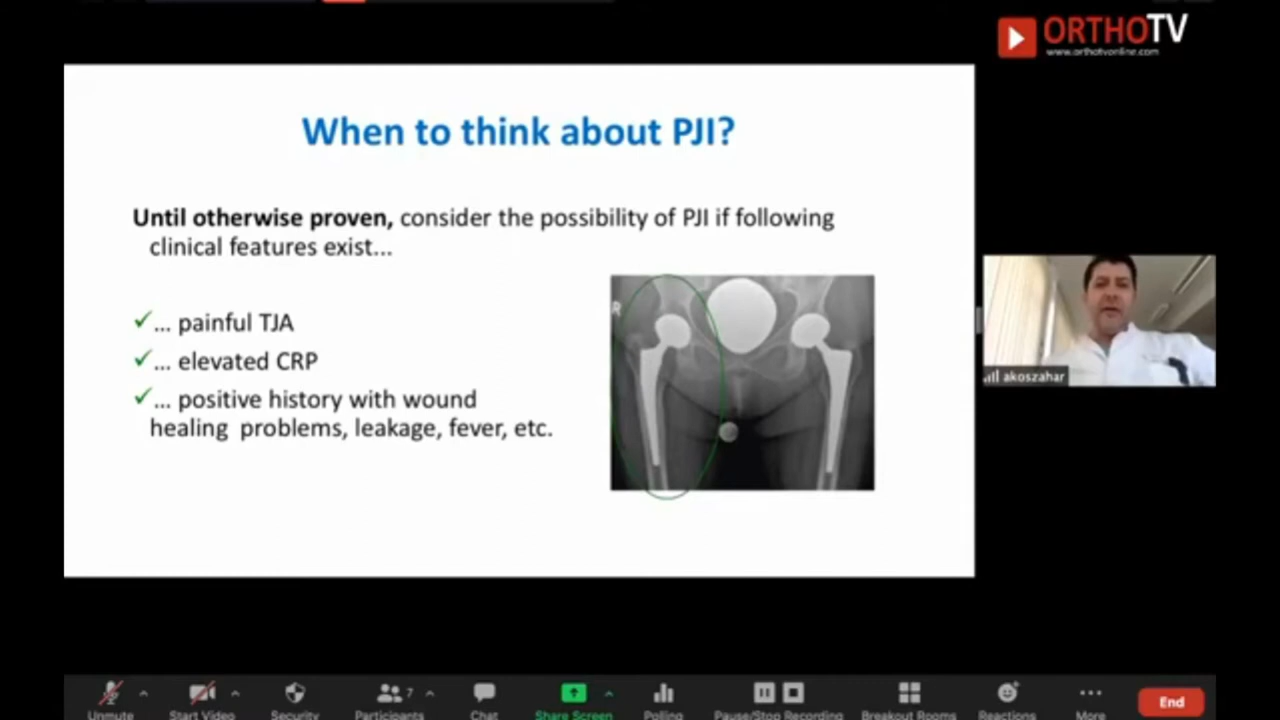 ORTHOTV
www.orthotvonline.com
When to think about PJI?
Until otherwise proven, consider the possibility of PJI if following
clinical features exist...
✓... painful TJA
✓... elevated CRP
✓... positive history with wound
healing problems, leakage, fever, etc.
R
akoszahar
Unmute
Start Video
Security
Participants
7
Chat
Share Screen
Polling
Pause/Stop Recording
Breakout Rooms
Reactions
More
End